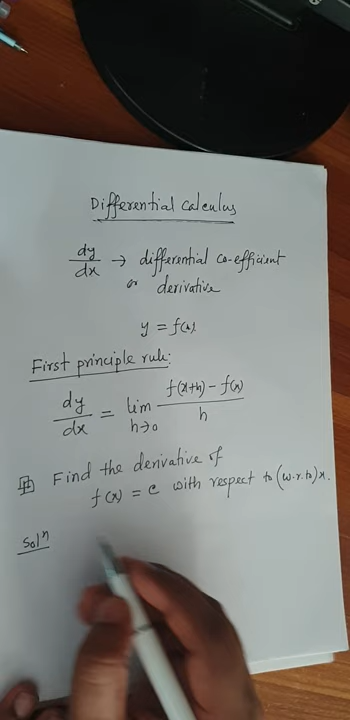 Differential Calculus
dy/dx → differential co-efficient
or derivative
y = f(x).
First principle rule:
dy/dx = lim h→0 f(x+h) - f(x) / h
Find the derivative of
f(x) = c with respect to (w.r.to) x.
Solⁿ